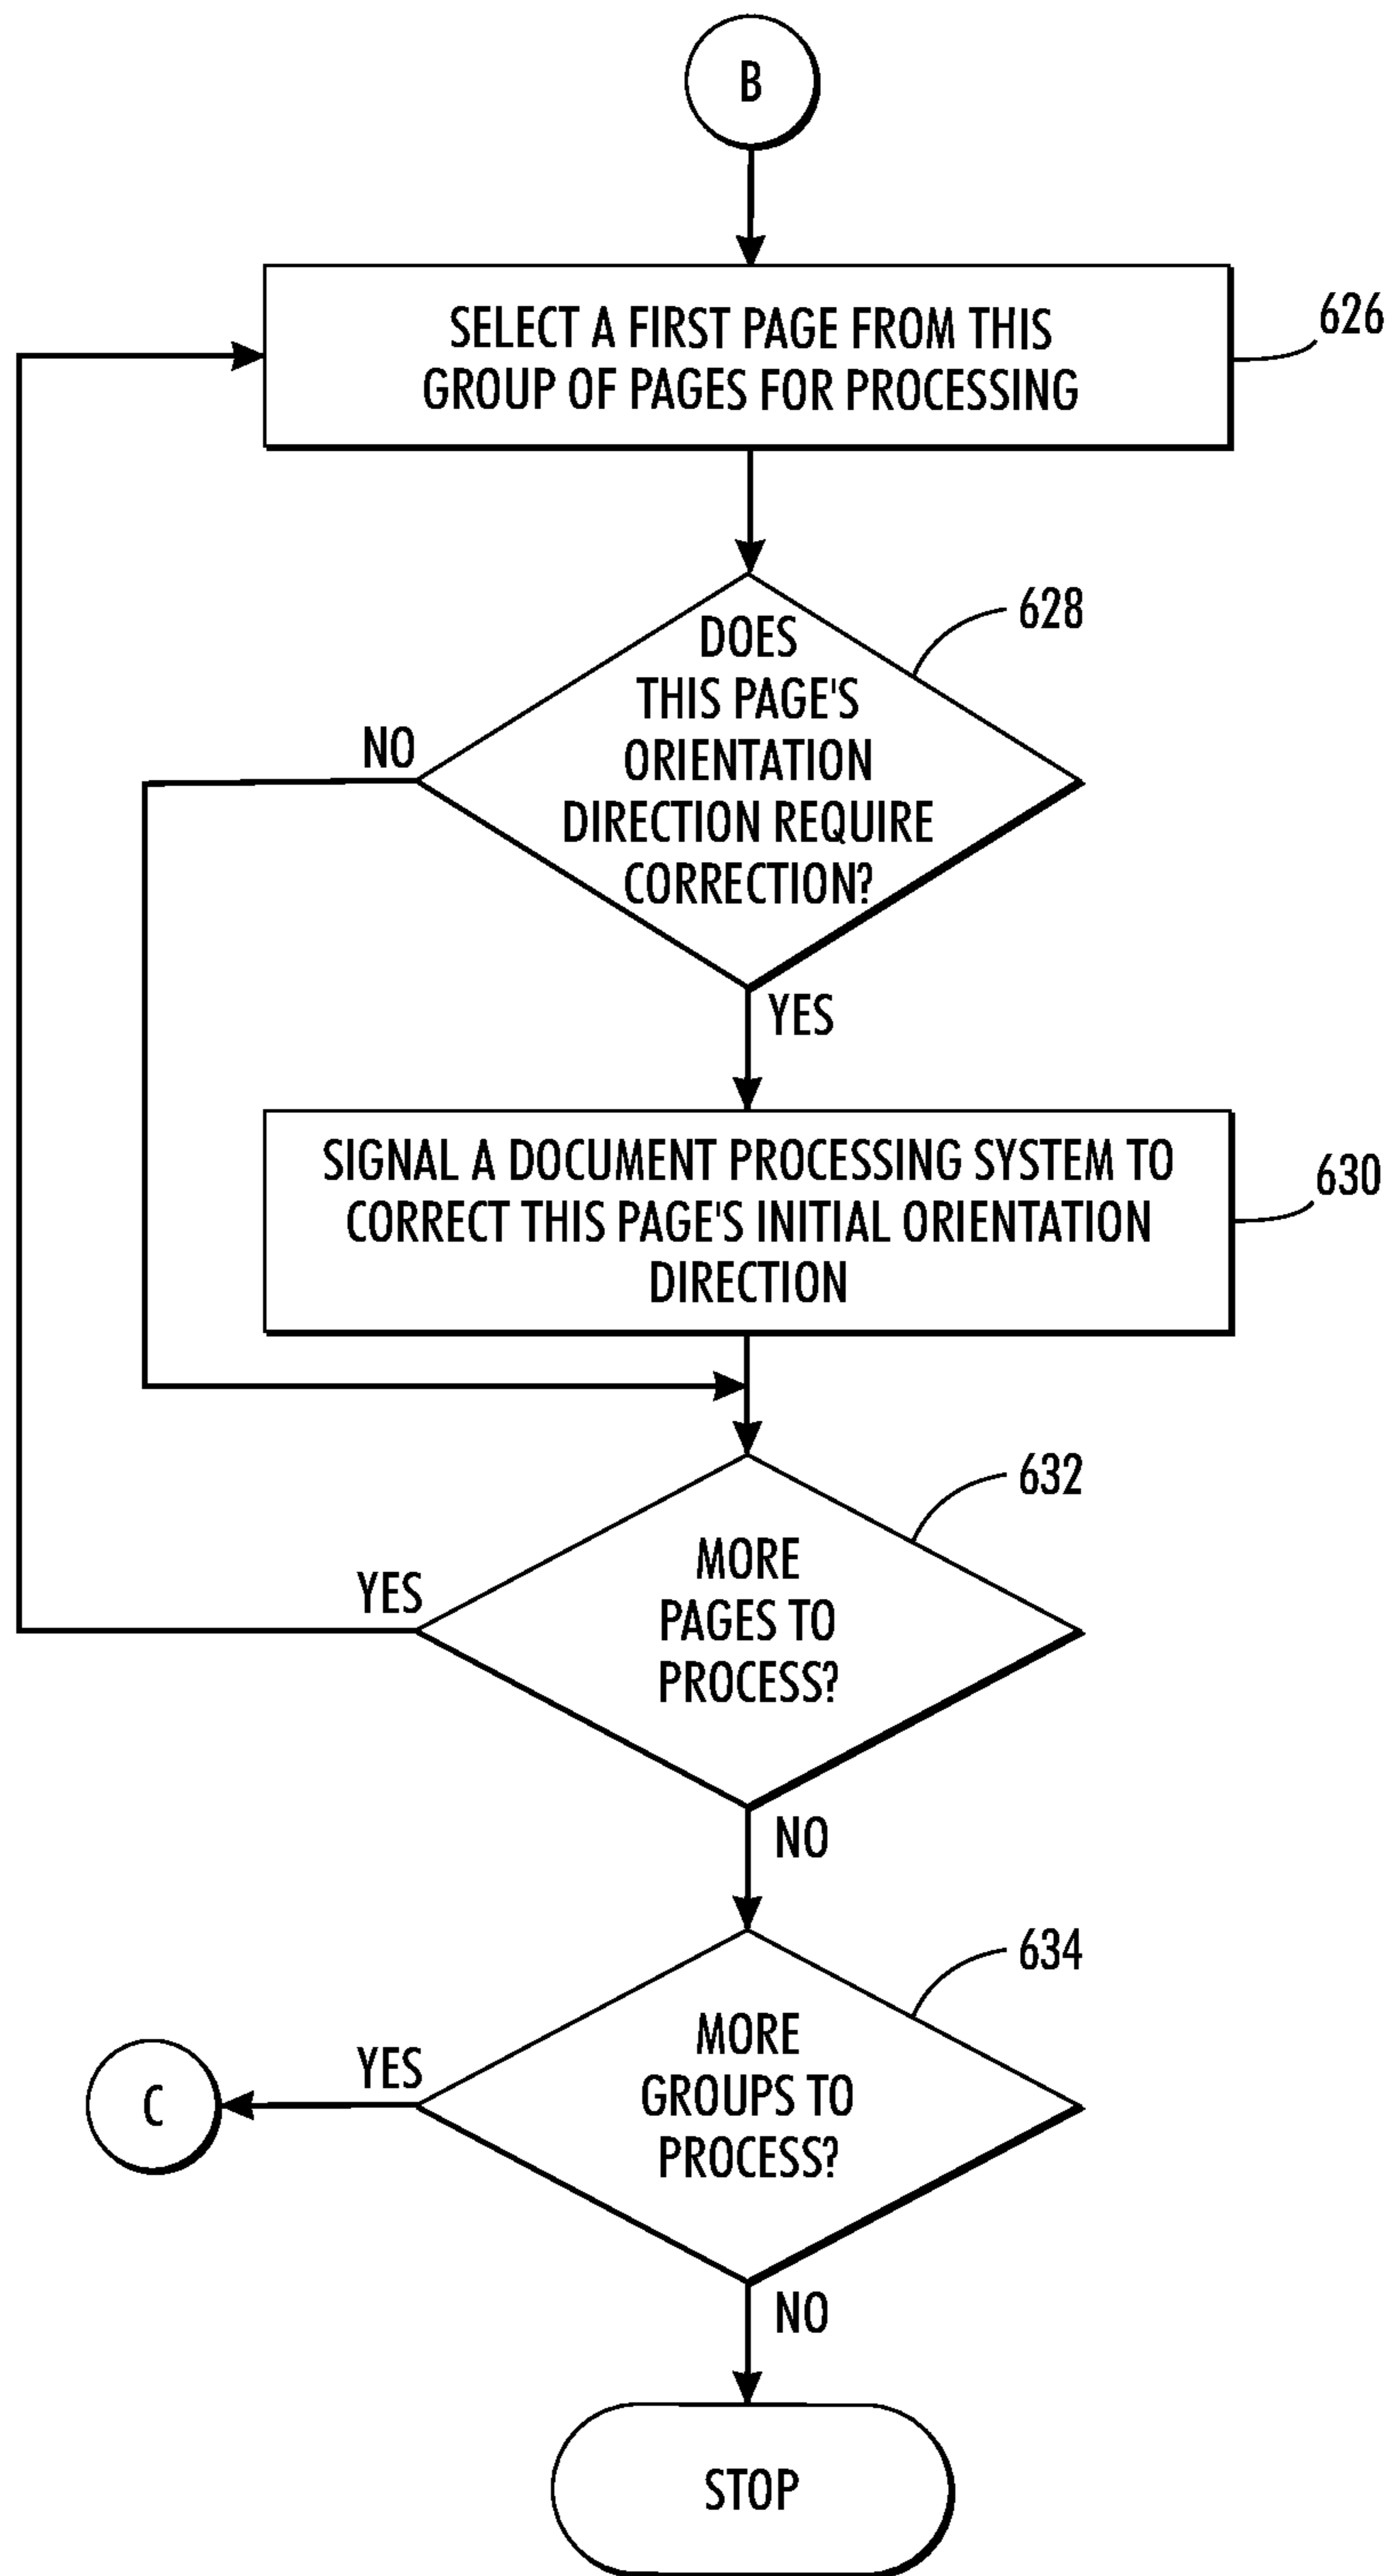 B
SELECT A FIRST PAGE FROM THIS
GROUP OF PAGES FOR PROCESSING
626
DOES
THIS PAGE'S
ORIENTATION
DIRECTION REQUIRE
CORRECTION?
628
NO
YES
SIGNAL A DOCUMENT PROCESSING SYSTEM TO
CORRECT THIS PAGE'S INITIAL ORIENTATION
DIRECTION
630
MORE
PAGES TO
PROCESS?
632
YES
NO
MORE
GROUPS TO
PROCESS?
634
YES
C
NO
STOP